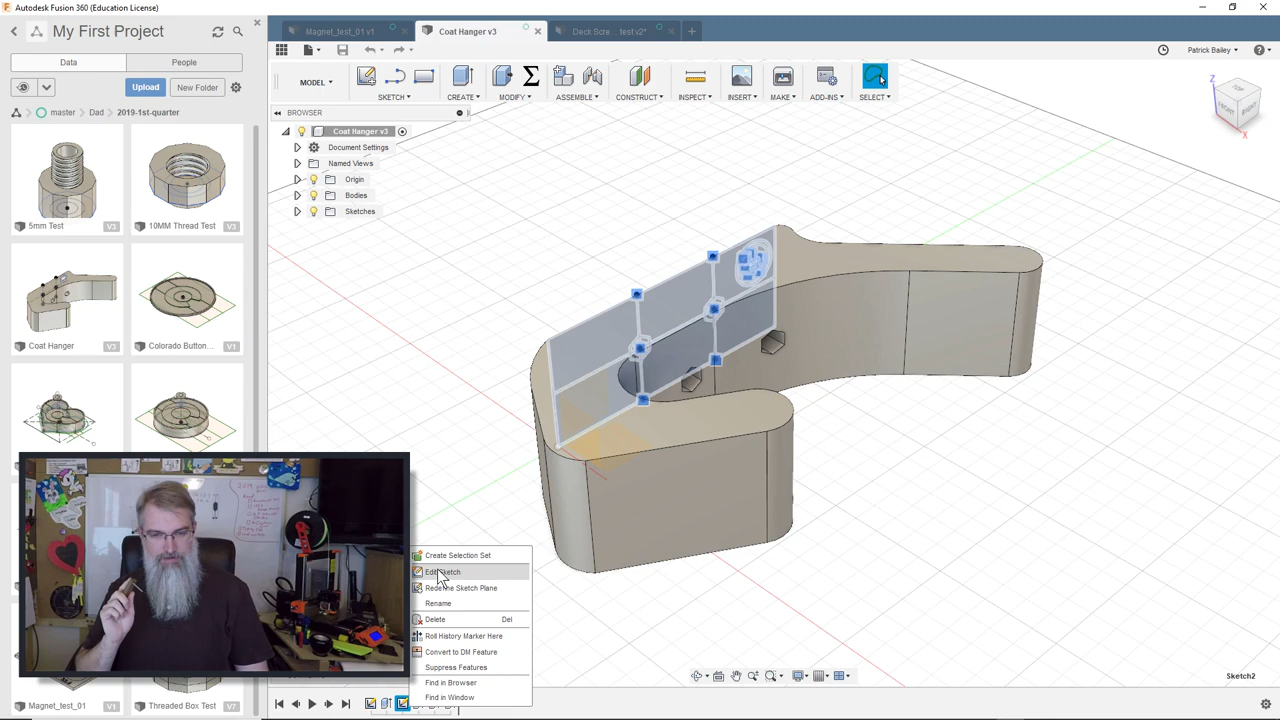 Autodesk Fusion 360 (Education License)
My First Project
Data
People
Upload
New Folder
master
Dad
2019-1st-quarter
5mm Test
V3
10MM Thread Test
V3
Coat Hanger
V3
Colorado Button...
V1
Magnet_test_01
V1
Threaded Box Test
V7
Magnet_test_01 v1
Coat Hanger v3
Deck Scre... test v2*
Patrick Bailey
MODEL
SKETCH
CREATE
MODIFY
ASSEMBLE
CONSTRUCT
INSPECT
INSERT
MAKE
ADD-INS
SELECT
BROWSER
Coat Hanger v3
Document Settings
Named Views
Origin
Bodies
Sketches
Z
TOP
FRONT
RIGHT
X
Create Selection Set
Edit Sketch
Redefine Sketch Plane
Rename
Delete
Del
Roll History Marker Here
Convert to DM Feature
Suppress Features
Find in Browser
Find in Window
Sketch2